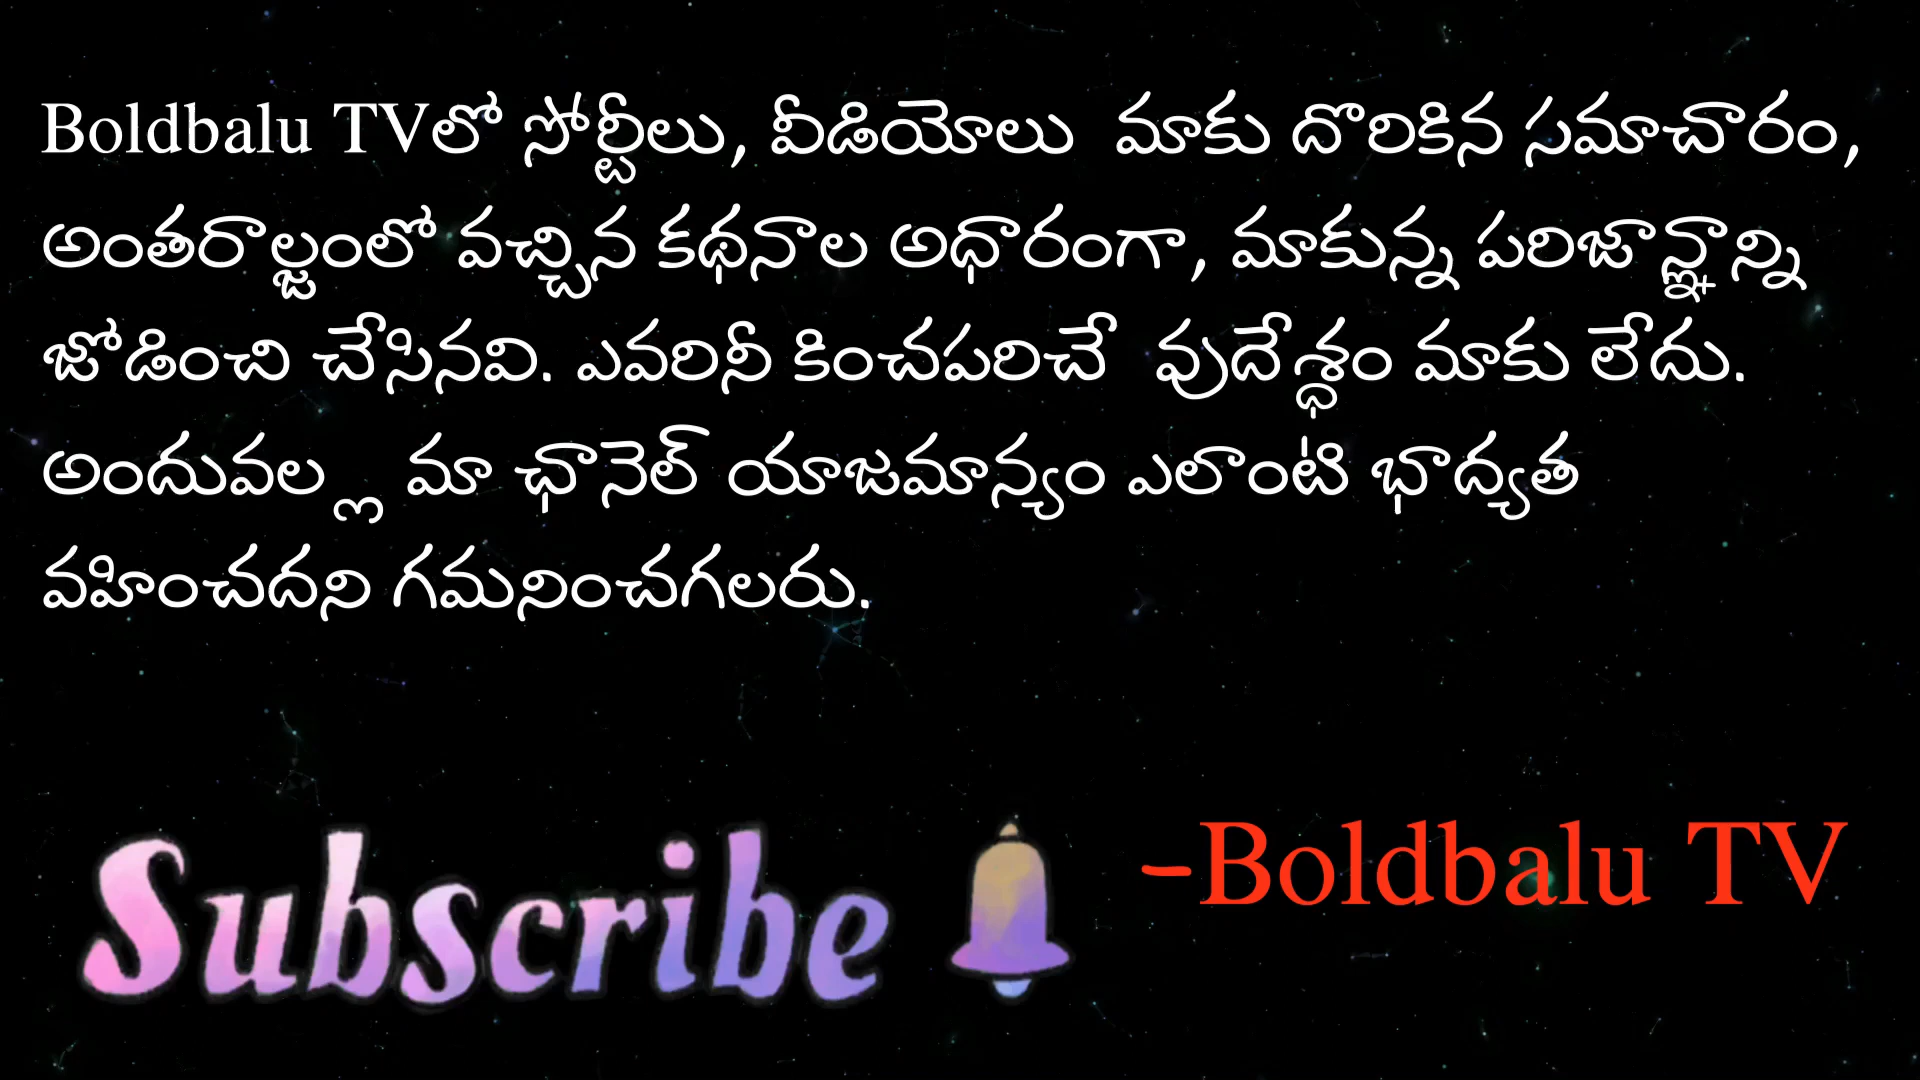 Boldbalu TVలో సోర్టీలు, వీడియోలు మాకు దొరికిన సమాచారం,
అంతరాల్జంలో వచ్చిన కథనాల అధారంగా, మాకున్న పరిజాన్ణాన్ని
జోడించి చేసినవి. ఎవరినీ కించపరిచే వుదేశ్ధం మాకు లేదు.
అందువల్ల మా ఛానెల్ యాజమాన్యం ఎలాంటి భాద్యత
వహించదని గమనించగలరు.
Subscribe
-Boldbalu TV